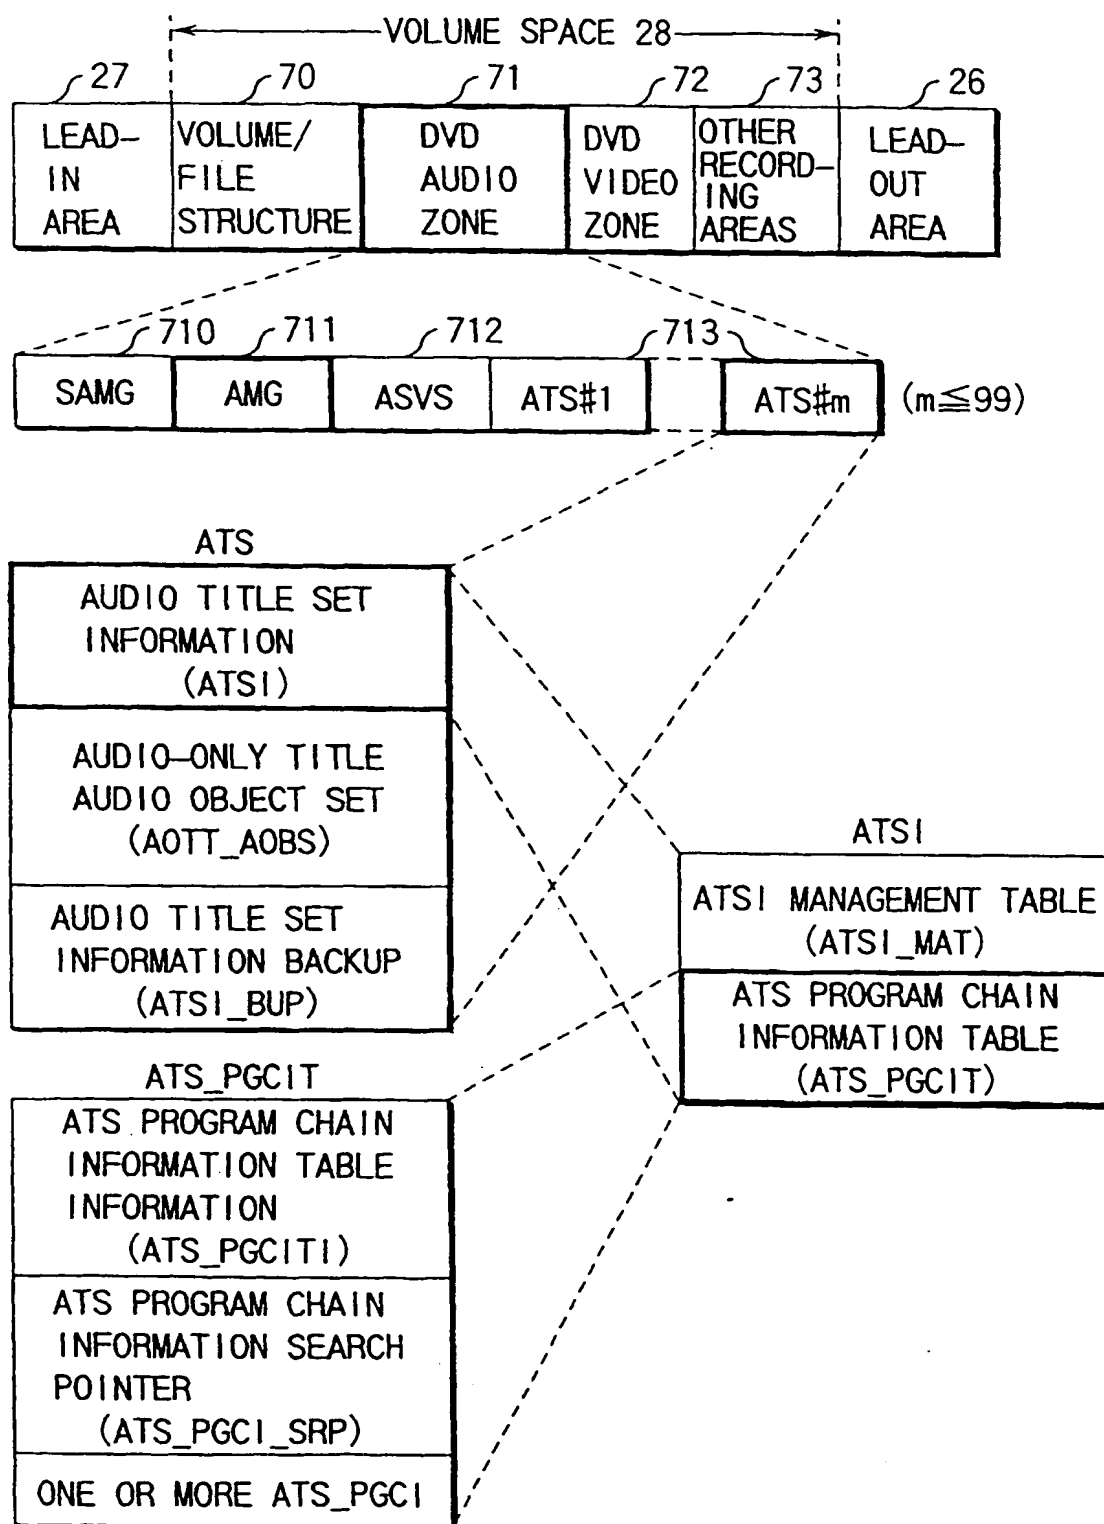 VOLUME SPACE 28
27 70 71 72 73 26
LEAD-
IN
AREA
VOLUME/
FILE
STRUCTURE
DVD
AUDIO
ZONE
DVD
VIDEO
ZONE
OTHER
RECORD-
ING
AREAS
LEAD-
OUT
AREA
710 711 712 713
SAMG AMG ASVS ATS#1 ATS#m (m≦99)
ATS
AUDIO TITLE SET
INFORMATION
(ATSI)
AUDIO-ONLY TITLE
AUDIO OBJECT SET
(AOTT_AOBS)
AUDIO TITLE SET
INFORMATION BACKUP
(ATSI_BUP)
ATSI
ATSI MANAGEMENT TABLE
(ATSI_MAT)
ATS PROGRAM CHAIN
INFORMATION TABLE
(ATS_PGCIT)
ATS_PGCIT
ATS PROGRAM CHAIN
INFORMATION TABLE
INFORMATION
(ATS_PGCITI)
ATS PROGRAM CHAIN
INFORMATION SEARCH
POINTER
(ATS_PGCI_SRP)
ONE OR MORE ATS_PGCI